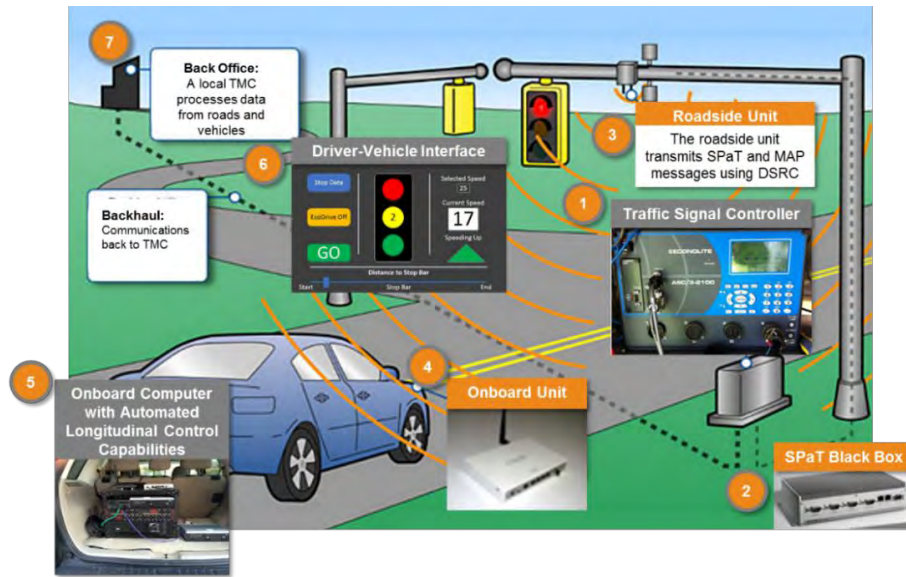 7
Back Office:
A local TMC
processes data
from roads and
vehicles
3
Roadside Unit
The roadside unit
transmits SPaT and MAP
messages using DSRC
6
Driver-Vehicle Interface
Stop Data
EcoDrive Off
GO
2
Selected Speed
25
Current Speed
17
Speeding Up
Distance to Stop Bar
Start
Stop Bar
End
Backhaul:
Communications
back to TMC
1
Traffic Signal Controller
ECONOLITE
ASC/3-2100
5
Onboard Computer
with Automated
Longitudinal Control
Capabilities
4
Onboard Unit
2
SPaT Black Box